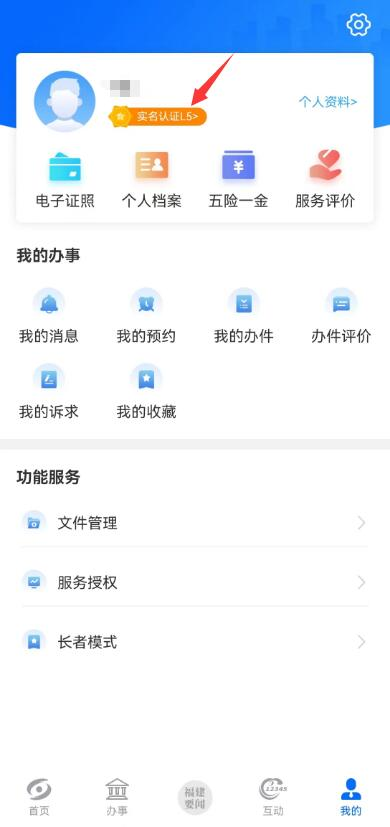 实名认证L5>
个人资料>
电子证照 个人档案 五险一金 服务评价
我的办事
我的消息 我的预约 我的办件 办件评价
我的诉求 我的收藏
功能服务
文件管理
服务授权
长者模式
福建
要闻
12345
首页 办事 互动 我的